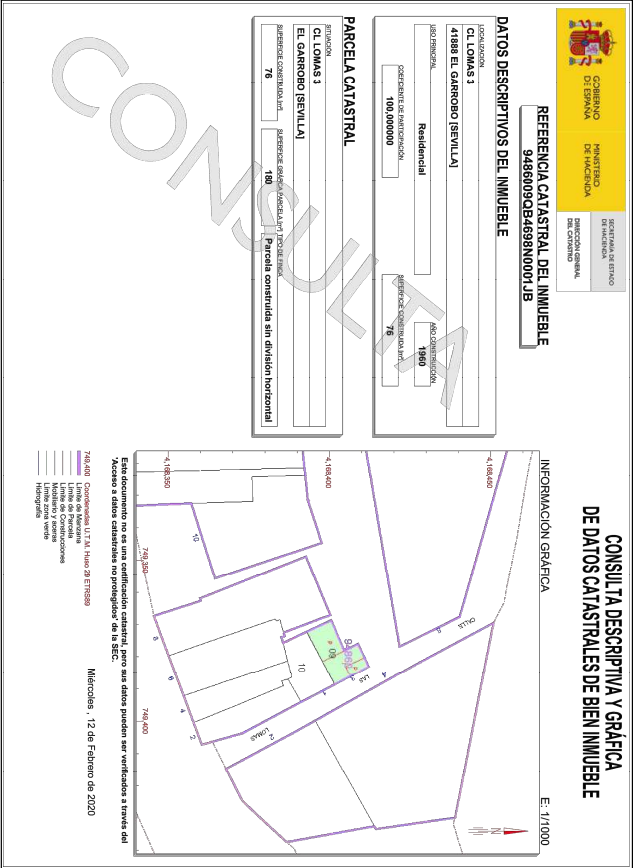 GOBIERNO
DE ESPAÑA
MINISTERIO
DE HACIENDA
SECRETARÍA DE ESTADO
DE HACIENDA
DIRECCIÓN GENERAL
DEL CATASTRO
CONSULTA DESCRIPTIVA Y GRÁFICA
DE DATOS CATASTRALES DE BIEN INMUEBLE
REFERENCIA CATASTRAL DEL INMUEBLE
9486009QB4698N0001JB
DATOS DESCRIPTIVOS DEL INMUEBLE
LOCALIZACIÓN
CL LOMAS 3
41888 EL GARROBO [SEVILLA]
USO PRINCIPAL
Residencial
AÑO CONSTRUCCIÓN
1960
COEFICIENTE DE PARTICIPACIÓN
100,000000
SUPERFICIE CONSTRUIDA [m²]
76
PARCELA CATASTRAL
SITUACIÓN
CL LOMAS 3
EL GARROBO [SEVILLA]
SUPERFICIE CONSTRUIDA [m²]
76
SUPERFICIE GRÁFICA PARCELA [m²]
180
TIPO DE FINCA
Parcela construida sin división horizontal
CONSULTA
INFORMACIÓN GRÁFICA
E: 1/1000
N
4,168,450
4,168,400
4,168,350
749,350
749,400
CALLE
LAS
LOMAS
09
10
10
8
6
4
2
2
4
Este documento no es una certificación catastral, pero sus datos pueden ser verificados a través del
'Acceso a datos catastrales no protegidos' de la SEC.
749,400 Coordenadas U.T.M. Huso 29 ETRS89
Límite de Manzana
Límite de Parcela
Límite de Construcciones
Mobiliario y aceras
Límite zona verde
Hidrografía
Miércoles , 12 de Febrero de 2020